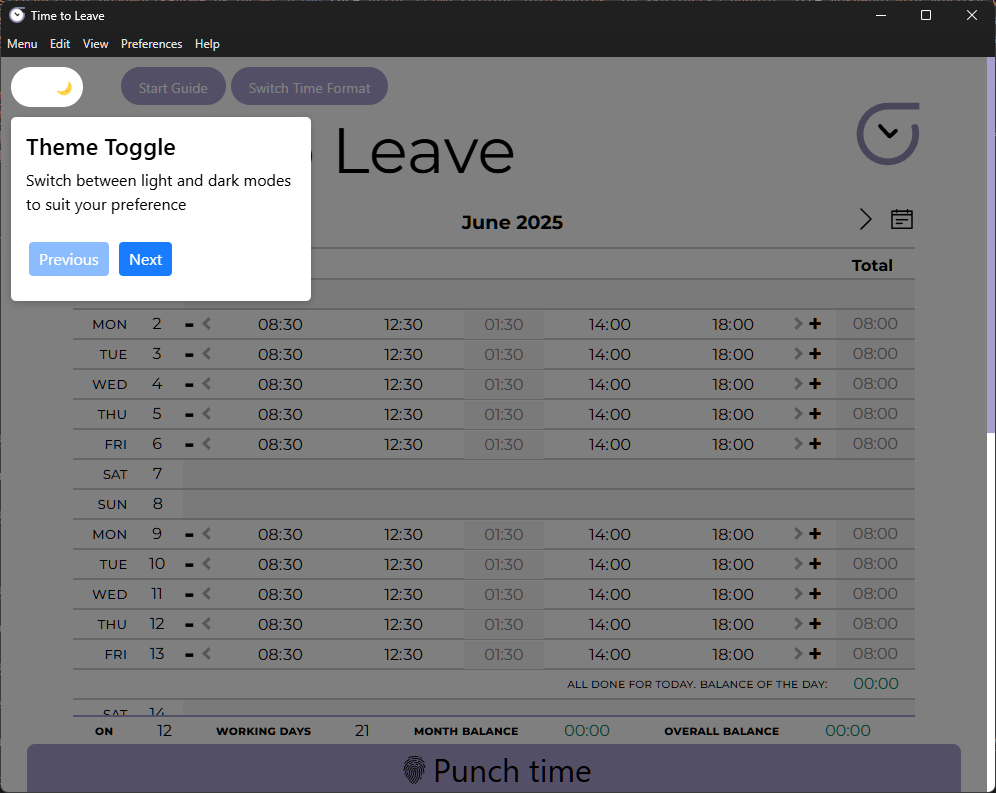 Time to Leave
Menu Edit View Preferences Help
Start Guide Switch Time Format
Leave
Theme Toggle
Switch between light and dark modes
to suit your preference
Previous Next
June 2025
Total
MON 2 - < 08:30 12:30 01:30 14:00 18:00 > + 08:00
TUE 3 - < 08:30 12:30 01:30 14:00 18:00 > + 08:00
WED 4 - < 08:30 12:30 01:30 14:00 18:00 > + 08:00
THU 5 - < 08:30 12:30 01:30 14:00 18:00 > + 08:00
FRI 6 - < 08:30 12:30 01:30 14:00 18:00 > + 08:00
SAT 7
SUN 8
MON 9 - < 08:30 12:30 01:30 14:00 18:00 > + 08:00
TUE 10 - < 08:30 12:30 01:30 14:00 18:00 > + 08:00
WED 11 - < 08:30 12:30 01:30 14:00 18:00 > + 08:00
THU 12 - < 08:30 12:30 01:30 14:00 18:00 > + 08:00
FRI 13 - < 08:30 12:30 01:30 14:00 18:00 > + 08:00
ALL DONE FOR TODAY. BALANCE OF THE DAY: 00:00
SAT 14
ON 12 WORKING DAYS 21 MONTH BALANCE 00:00 OVERALL BALANCE 00:00
Punch time